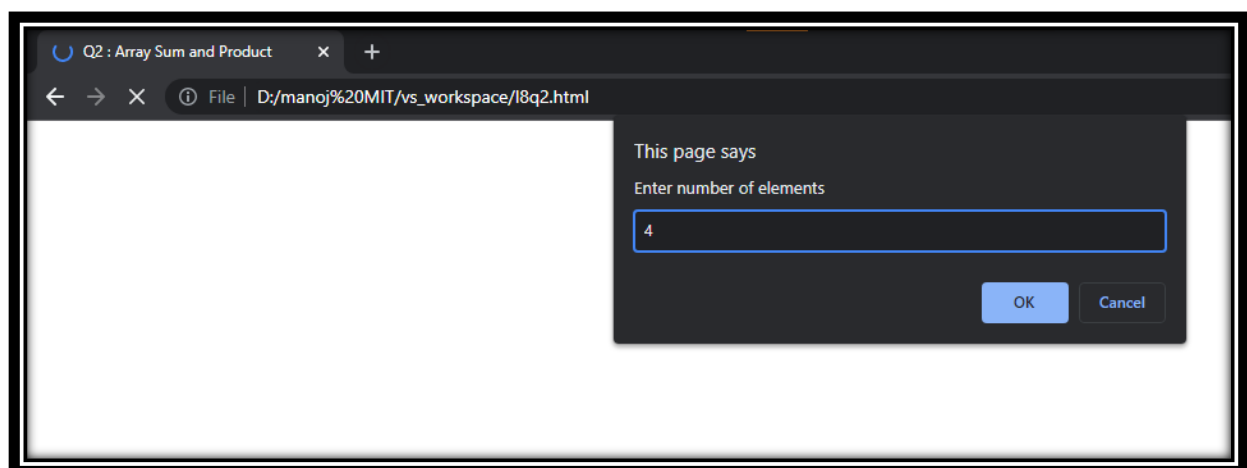 Q2 : Array Sum and Product
File D:/manoj%20MIT/vs_workspace/l8q2.html
This page says
Enter number of elements
4
OK Cancel